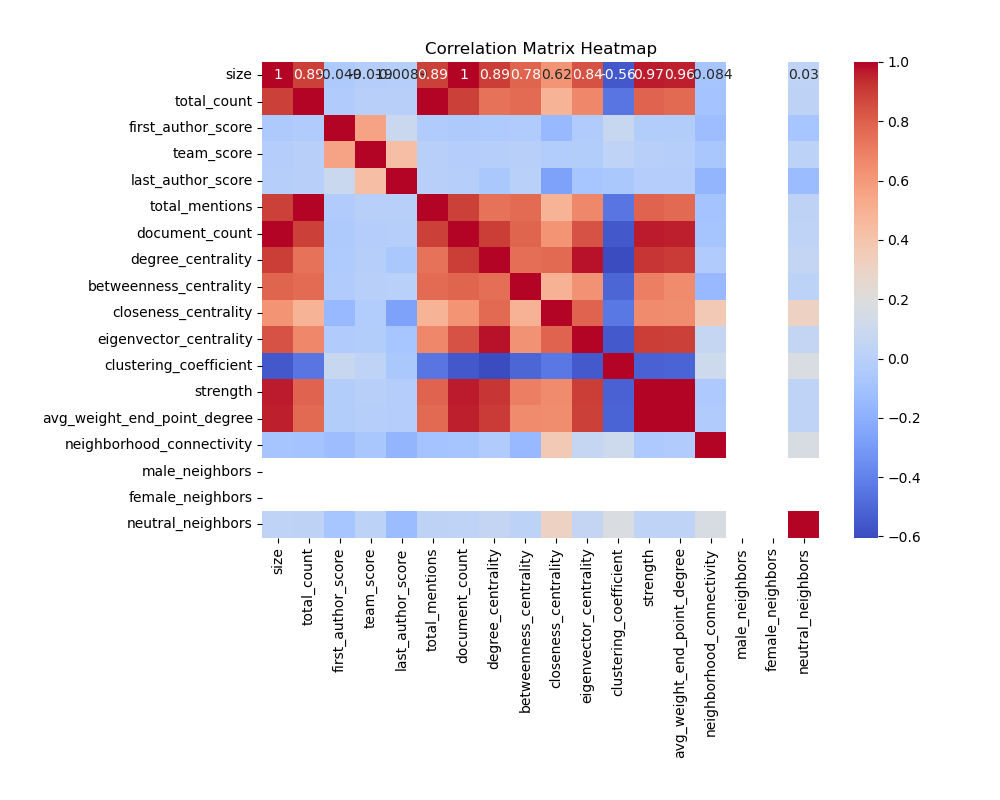 Correlation Matrix Heatmap
size
1 0.89 0.89 1 0.89 0.78 0.62 0.84 -0.56 0.97 0.96 0.03
total_count
first_author_score
team_score
last_author_score
total_mentions
document_count
degree_centrality
betweenness_centrality
closeness_centrality
eigenvector_centrality
clustering_coefficient
strength
avg_weight_end_point_degree
neighborhood_connectivity
male_neighbors
female_neighbors
neutral_neighbors
size
total_count
first_author_score
team_score
last_author_score
total_mentions
document_count
degree_centrality
betweenness_centrality
closeness_centrality
eigenvector_centrality
clustering_coefficient
strength
avg_weight_end_point_degree
neighborhood_connectivity
male_neighbors
female_neighbors
neutral_neighbors
1.0
0.8
0.6
0.4
0.2
0.0
−0.2
−0.4
−0.6